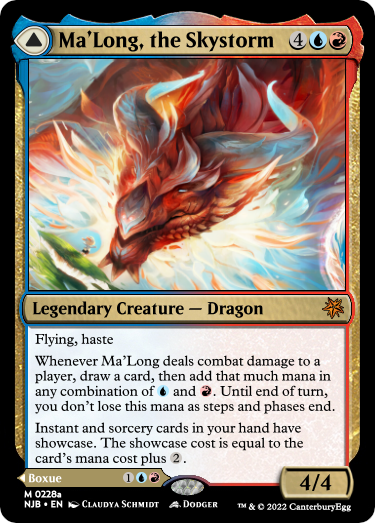 Ma'Long, the Skystorm 4
Legendary Creature — Dragon
Flying, haste
Whenever Ma'Long deals combat damage to a
player, draw a card, then add that much mana in
any combination of and . Until end of turn,
you don't lose this mana as steps and phases end.
Instant and sorcery cards in your hand have
showcase. The showcase cost is equal to the
card's mana cost plus 2.
Boxue 1
4/4
M 0228a
NJB • EN Claudya Schmidt Dodger
™ & © 2022 CanterburyEgg